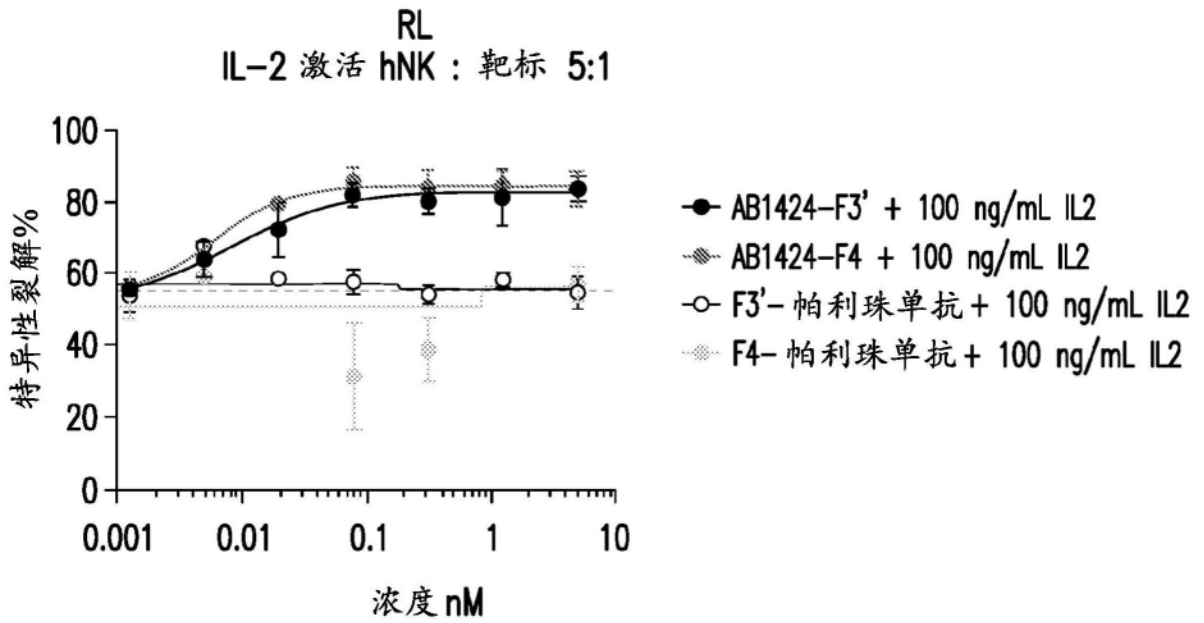 RL
IL-2 激活 hNK : 靶标 5:1
特异性裂解%
100
80
60
40
20
0
0.001 0.01 0.1 1 10
浓度 nM
AB1424-F3' + 100 ng/mL IL2
AB1424-F4 + 100 ng/mL IL2
F3'-帕利珠单抗 + 100 ng/mL IL2
F4-帕利珠单抗 + 100 ng/mL IL2